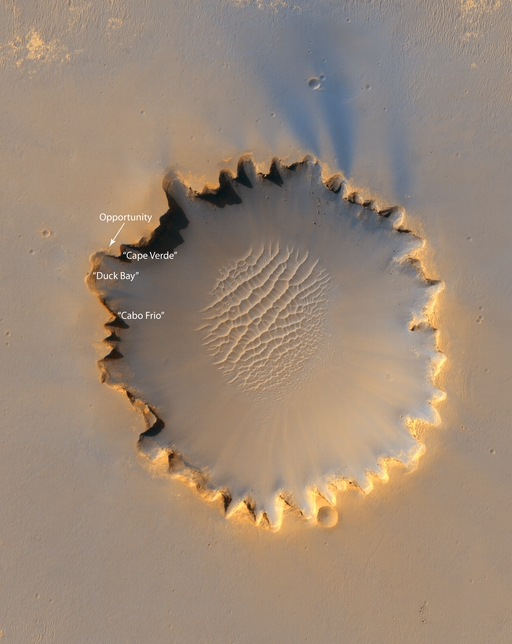 Opportunity
“Cape Verde”
“Duck Bay”
“Cabo Frio”